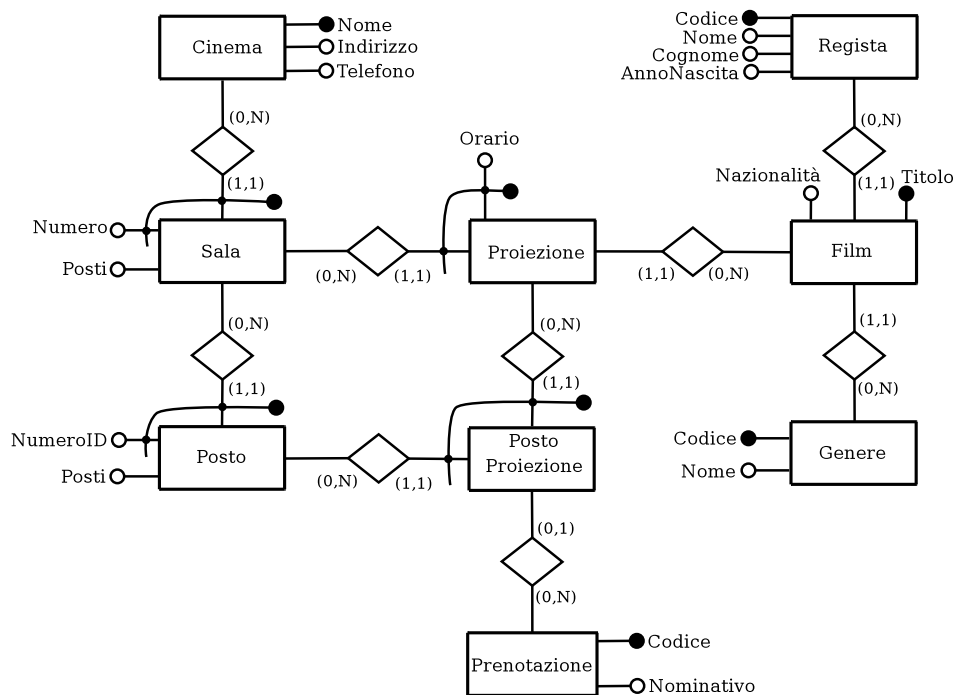 Nome
Cinema
Indirizzo
Telefono
Codice
Nome
Cognome
AnnoNascita
Regista
(0,N)
(0,N)
Orario
(1,1)
Nazionalità
(1,1)
Titolo
Numero
Sala
Proiezione
Film
Posti
(0,N)
(1,1)
(1,1)
(0,N)
(0,N)
(0,N)
(1,1)
(1,1)
(1,1)
(0,N)
NumeroID
Posto
Posto
Proiezione
Codice
Genere
Posti
(0,N)
(1,1)
Nome
(0,1)
(0,N)
Prenotazione
Codice
Nominativo